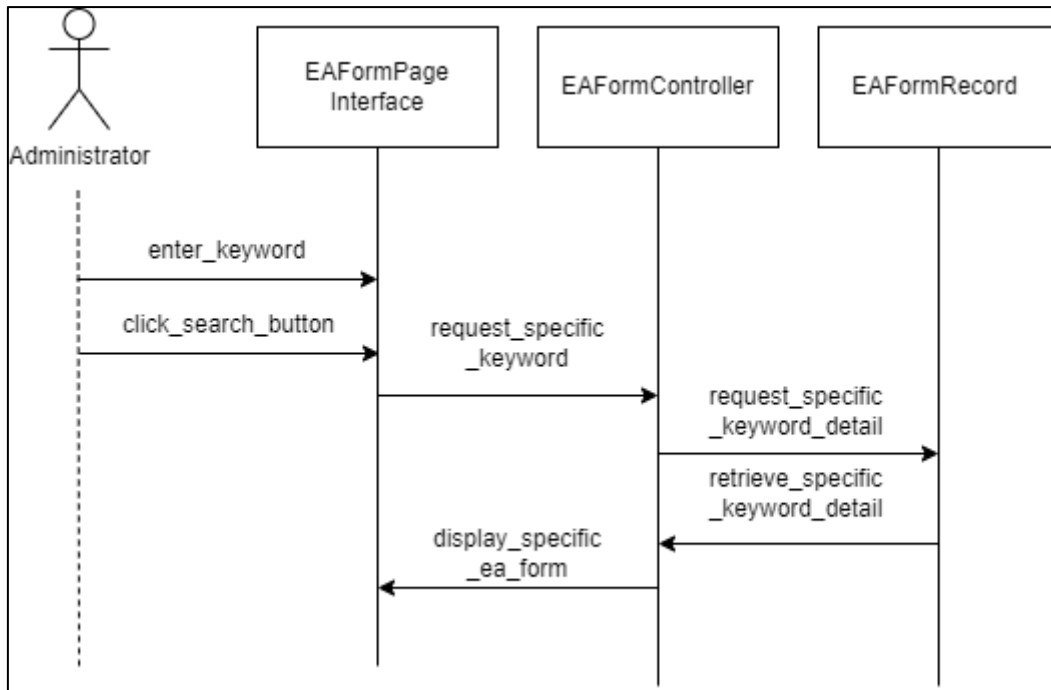 EAFormPage
Interface
EAFormController
EAFormRecord
Administrator
enter_keyword
click_search_button
request_specific
_keyword
request_specific
_keyword_detail
retrieve_specific
_keyword_detail
display_specific
_ea_form